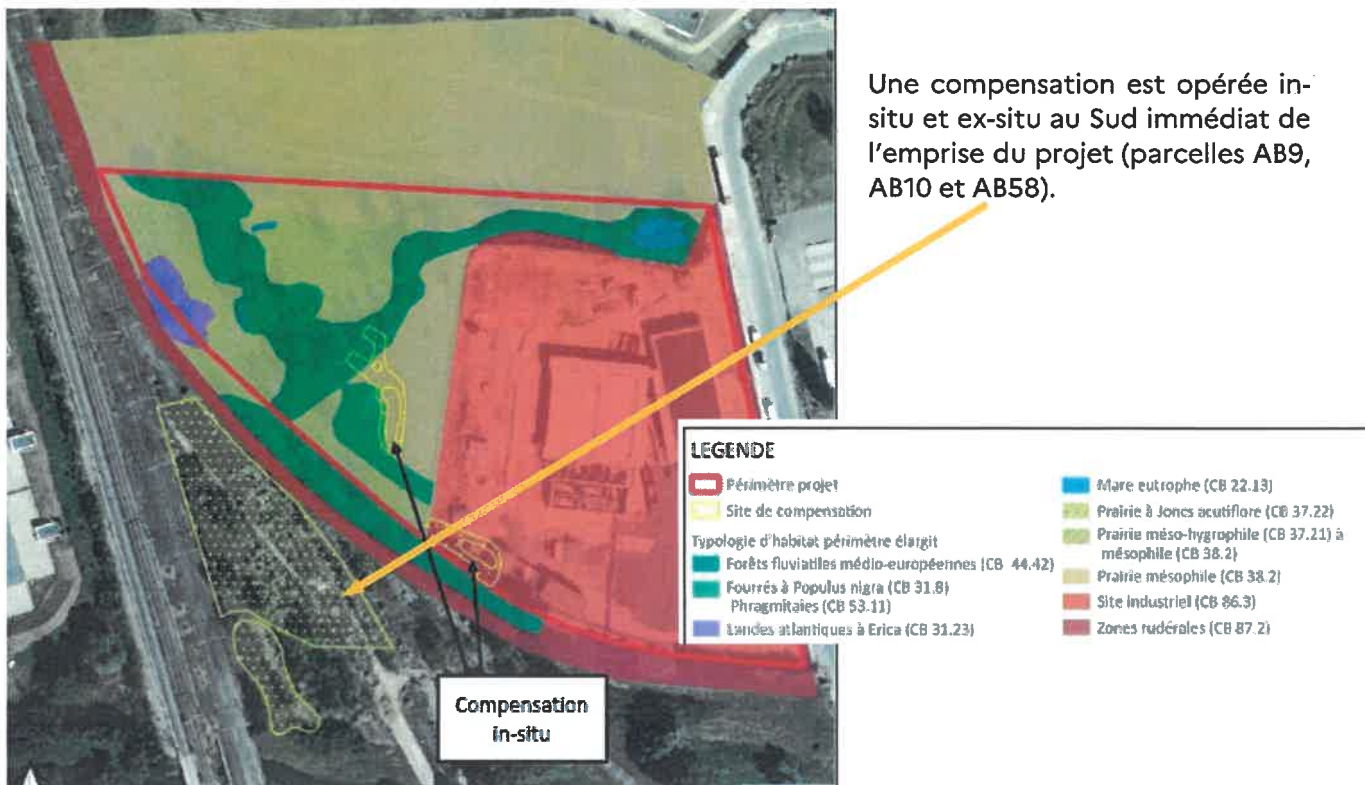 Une compensation est opérée in-
situ et ex-situ au Sud immédiat de
l'emprise du projet (parcelles AB9,
AB10 et AB58).
LEGENDE
Périmètre projet
Site de compensation
Typologie d'habitat périmètre élargit
Forêts fluviatiles médio-européennes (CB 44.42)
Fourrés à Populus nigra (CB 31.8)
Phragmitaies (CB 53.11)
Landes atlantiques à Erica (CB 31.23)
Mare eutrophe (CB 22.13)
Prairie à Joncs acutiflore (CB 37.22)
Prairie méso-hygrophile (CB 37.21) à
mésophile (CB 38.2)
Prairie mésophile (CB 38.2)
Site industriel (CB 86.3)
Zones rudérales (CB 87.2)
Compensation
in-situ